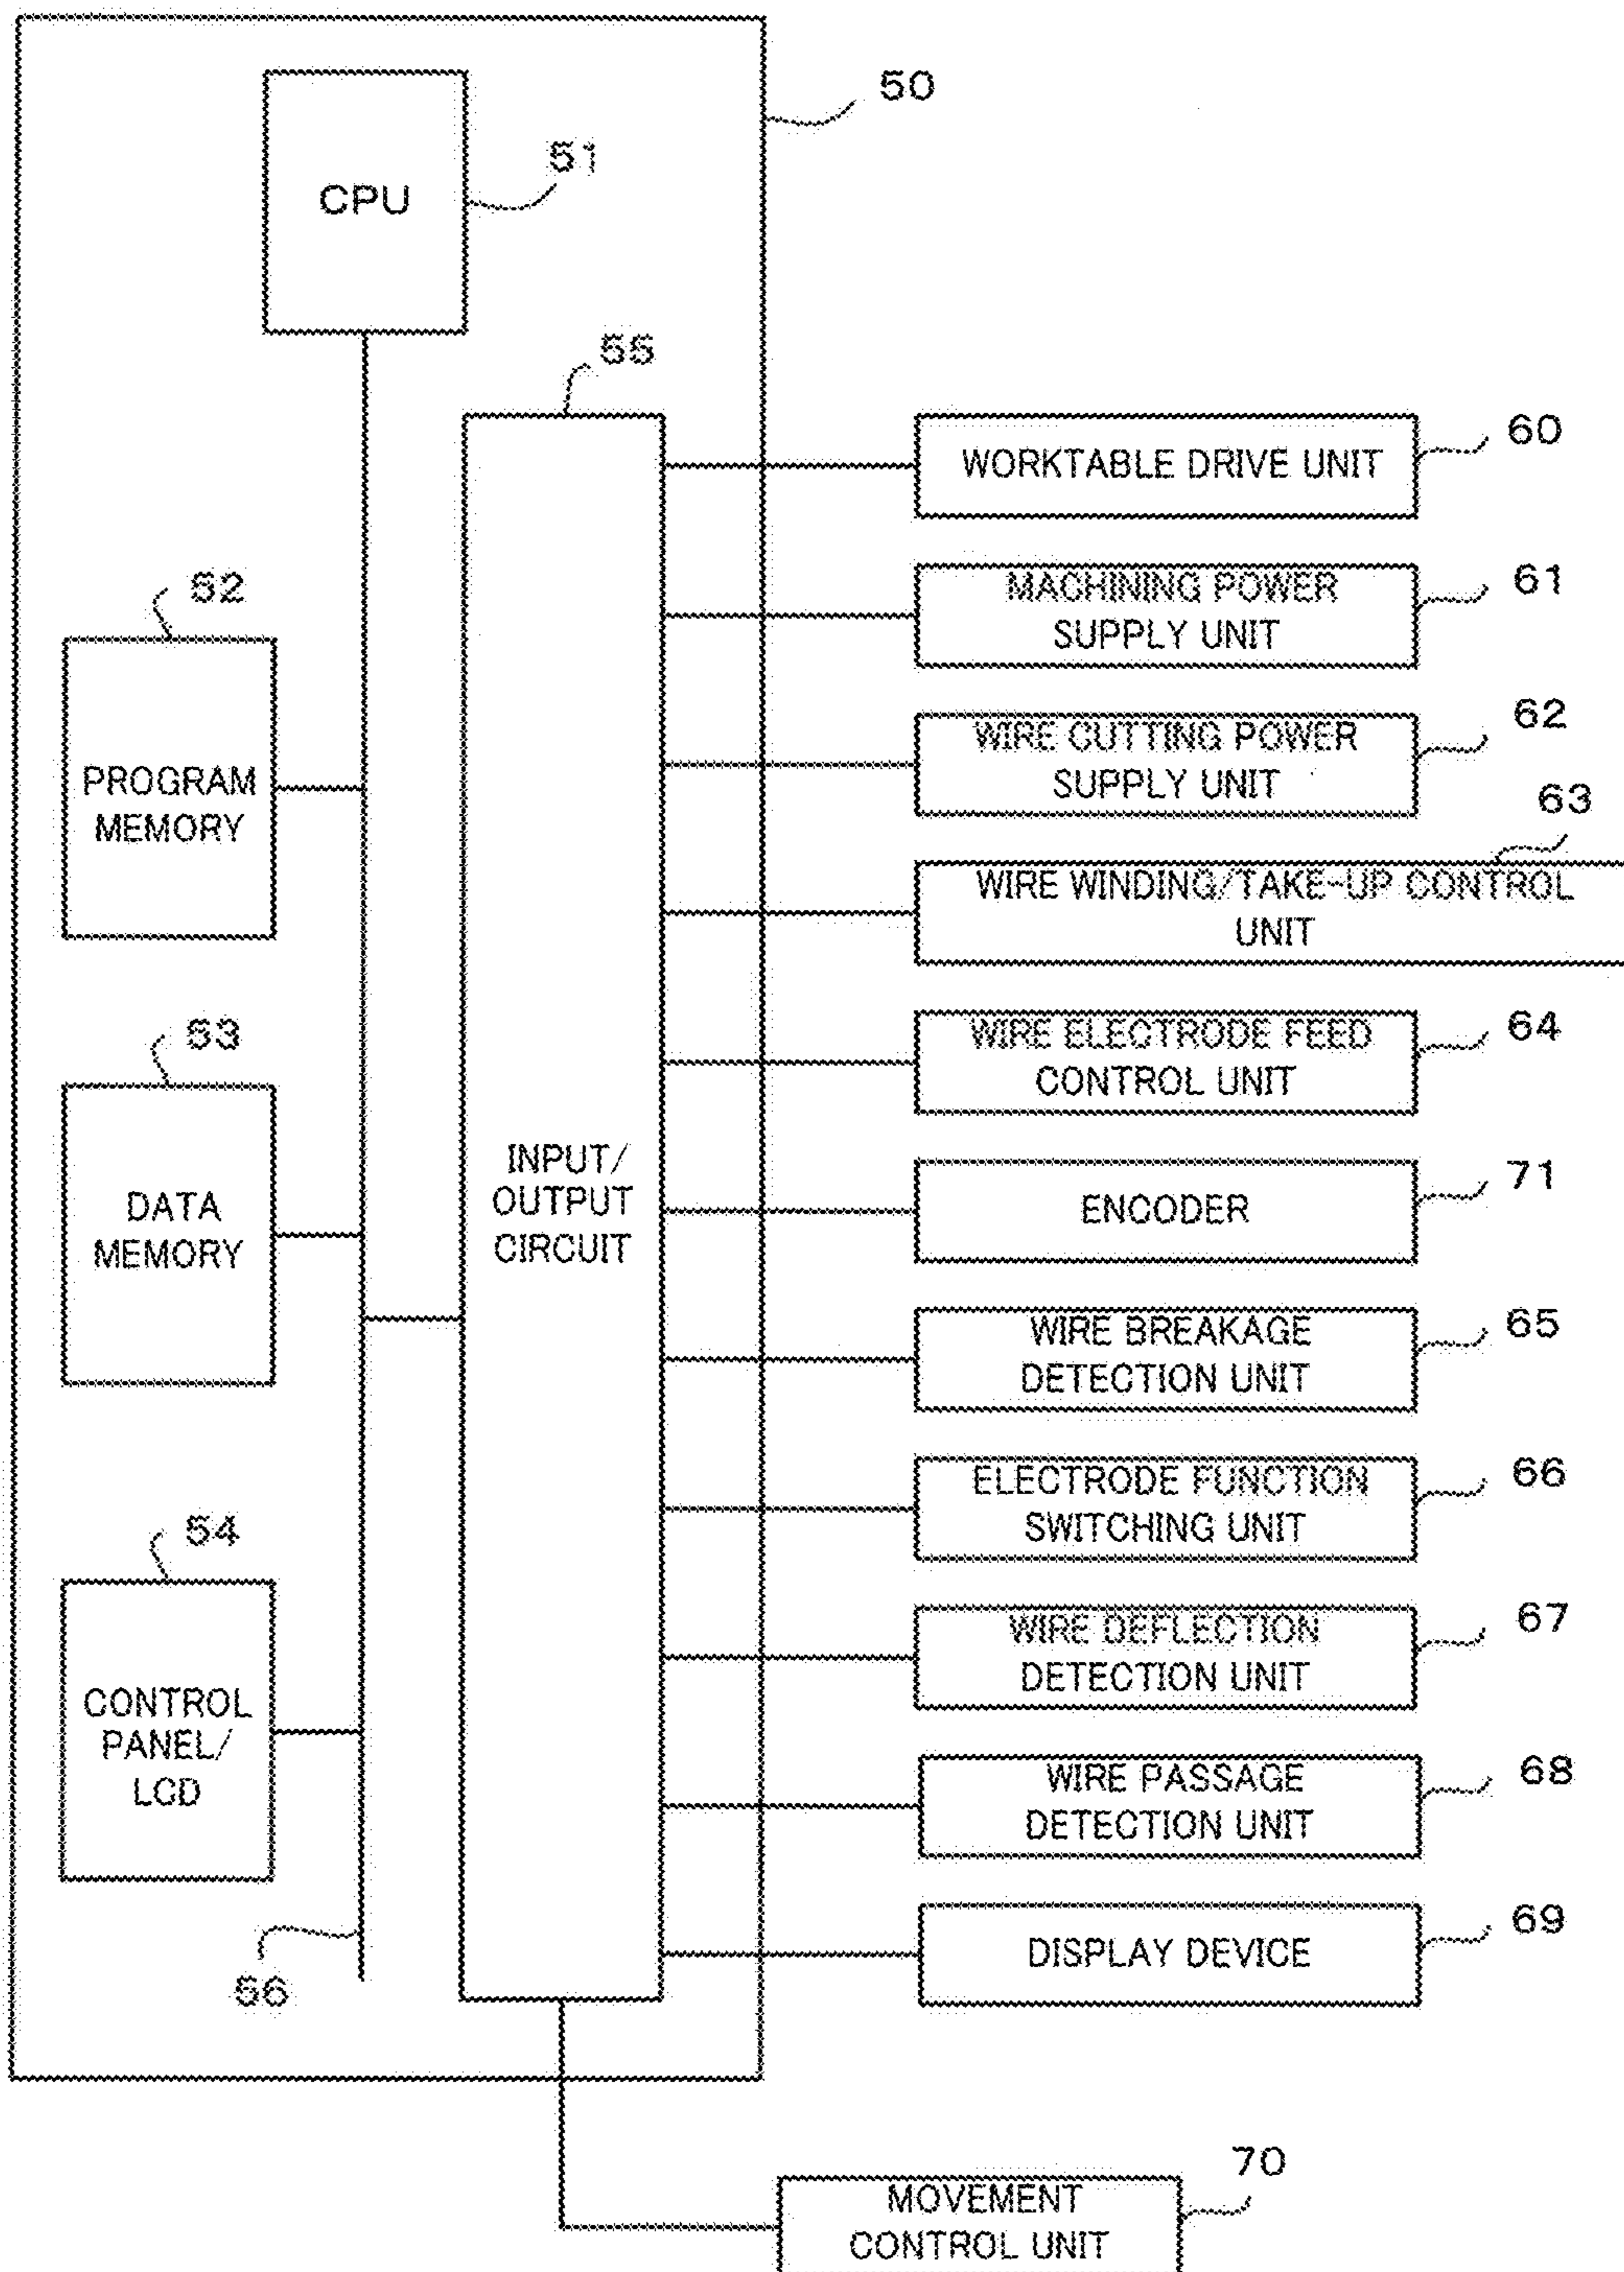 50
CPU
51
55
WORKTABLE DRIVE UNIT
60
MACHINING POWER
SUPPLY UNIT
61
WIRE CUTTING POWER
SUPPLY UNIT
62
WIRE WINDING/TAKE-UP CONTROL
UNIT
63
WIRE ELECTRODE FEED
CONTROL UNIT
64
ENCODER
71
WIRE BREAKAGE
DETECTION UNIT
65
ELECTRODE FUNCTION
SWITCHING UNIT
66
WIRE DEFLECTION
DETECTION UNIT
67
WIRE PASSAGE
DETECTION UNIT
68
DISPLAY DEVICE
69
52
PROGRAM
MEMORY
53
DATA
MEMORY
54
CONTROL
PANEL/
LCD
INPUT/
OUTPUT
CIRCUIT
56
MOVEMENT
CONTROL UNIT
70